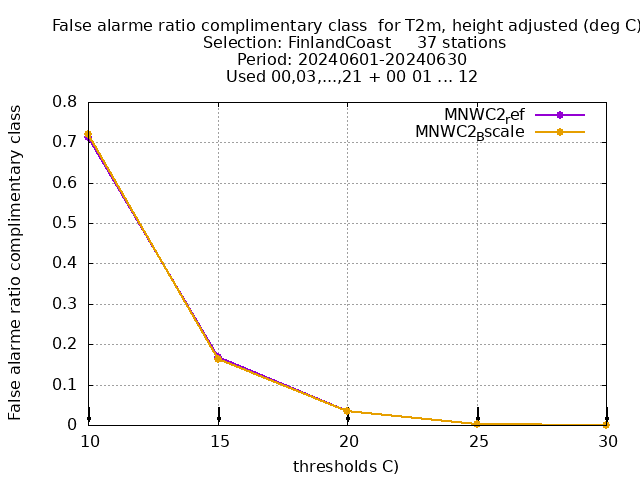 False alarme ratio complimentary class  for T2m, height adjusted (deg C)
Selection: FinlandCoast     37 stations
Period: 20240601-20240630
Used 00,03,...,21 + 00 01 ... 12
False alarme ratio complimentary class
0.8
0.7
0.6
0.5
0.4
0.3
0.2
0.1
0
MNWC2ref
MNWC2Bscale
10 15 20 25 30
thresholds C)